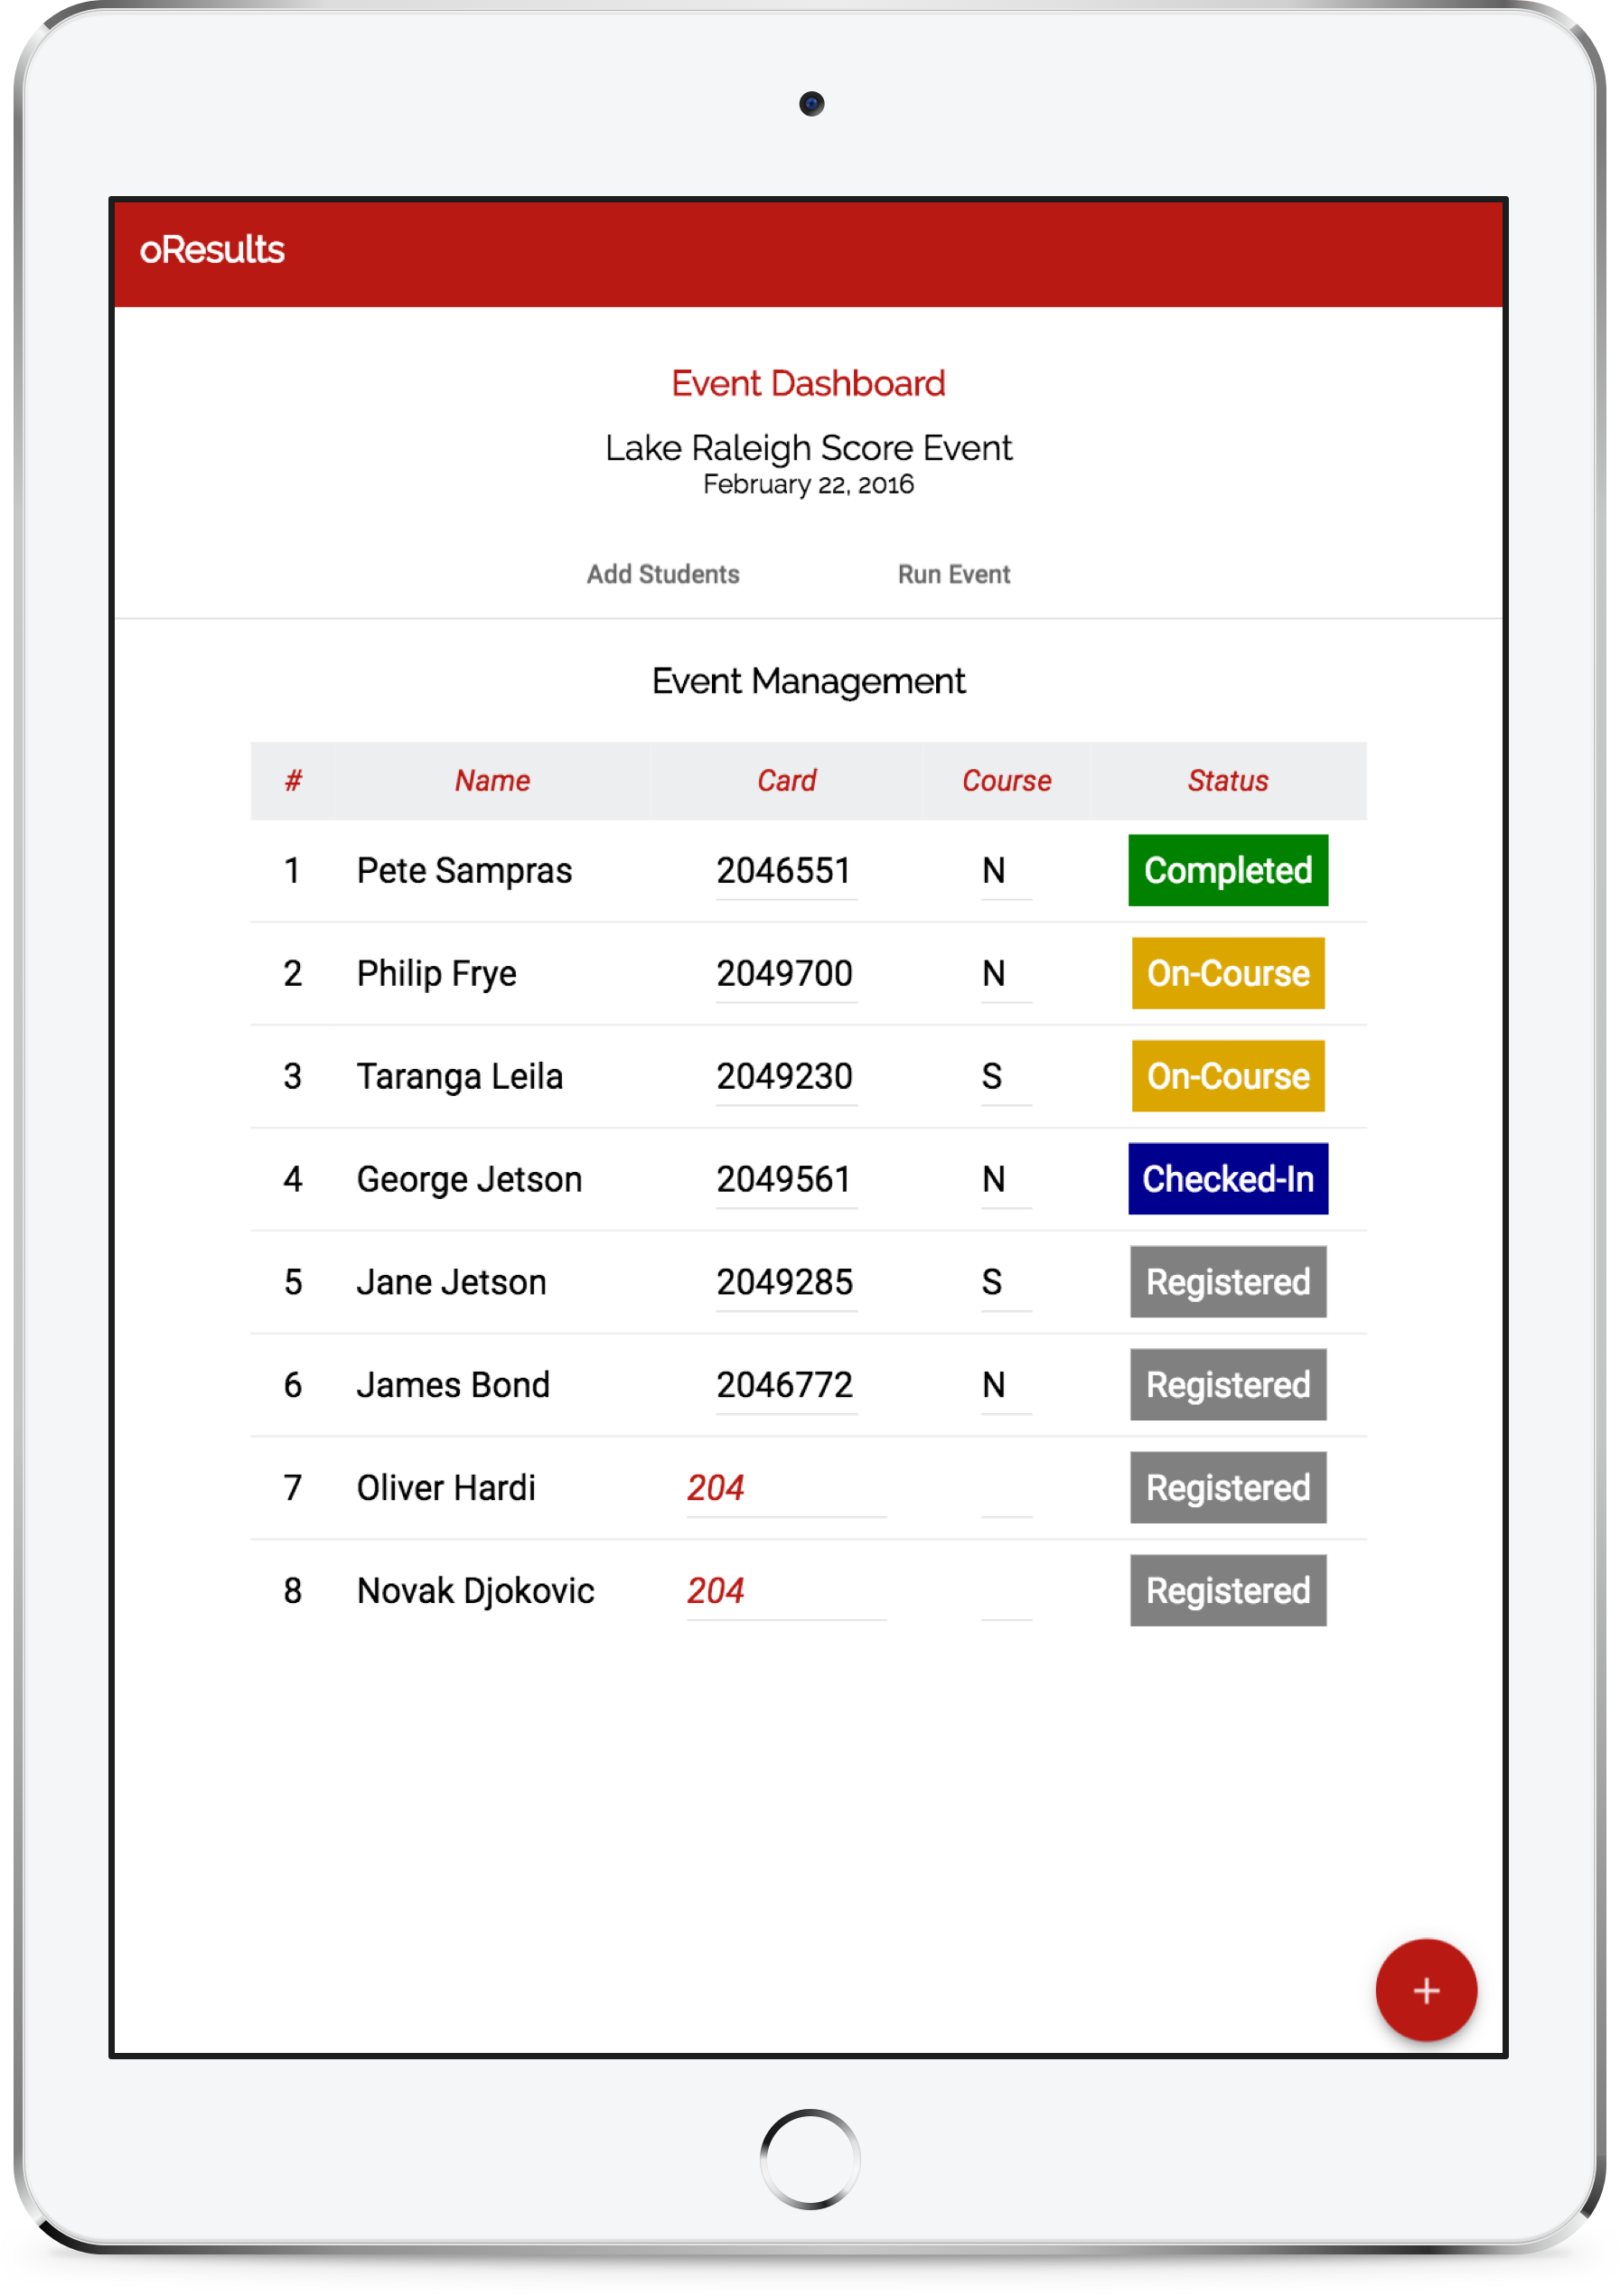 oResults
Event Dashboard
Lake Raleigh Score Event
February 22, 2016
Add Students Run Event
Event Management
# Name Card Course Status
1 Pete Sampras 2046551 N Completed
2 Philip Frye 2049700 N On-Course
3 Taranga Leila 2049230 S On-Course
4 George Jetson 2049561 N Checked-In
5 Jane Jetson 2049285 S Registered
6 James Bond 2046772 N Registered
7 Oliver Hardi 204 Registered
8 Novak Djokovic 204 Registered
+